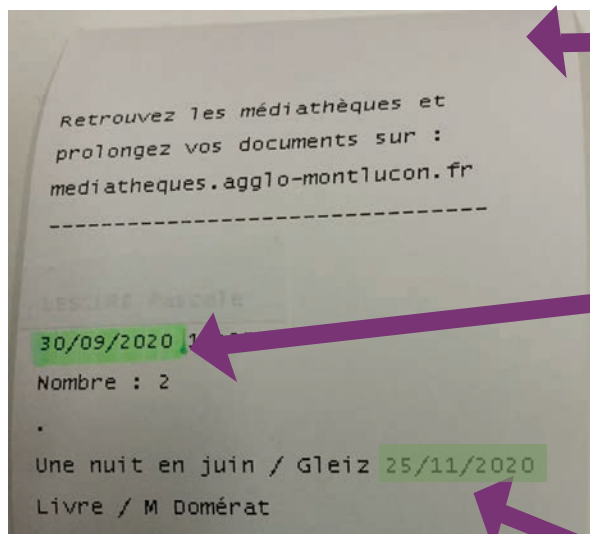 Retrouvez les médiathèques et
prolongez vos documents sur :
mediatheques.agglo-montlucon.fr
--------------------------------
30/09/2020
Nombre : 2
.
Une nuit en juin / Gleiz 25/11/2020
Livre / M Domérat